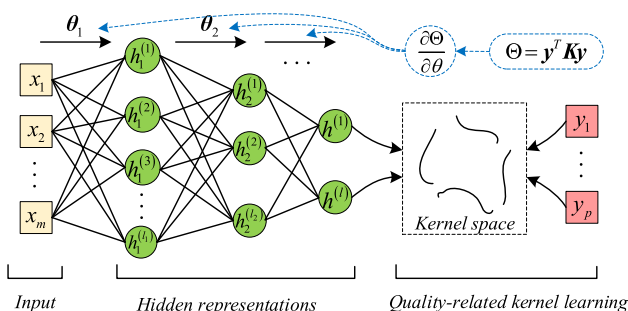 θ₁ θ₂ ∂Θ/∂θ Θ = yᵀKy
. . .
x₁ h₁⁽¹⁾ h₂⁽¹⁾ h⁽¹⁾ y₁
x₂ h₁⁽²⁾ h₂⁽²⁾
h₁⁽³⁾ h⁽ˡ⁾ yₚ
xₘ h₁⁽ˡ₁⁾ h₂⁽ˡ₂⁾ Kernel space
Input Hidden representations Quality-related kernel learning